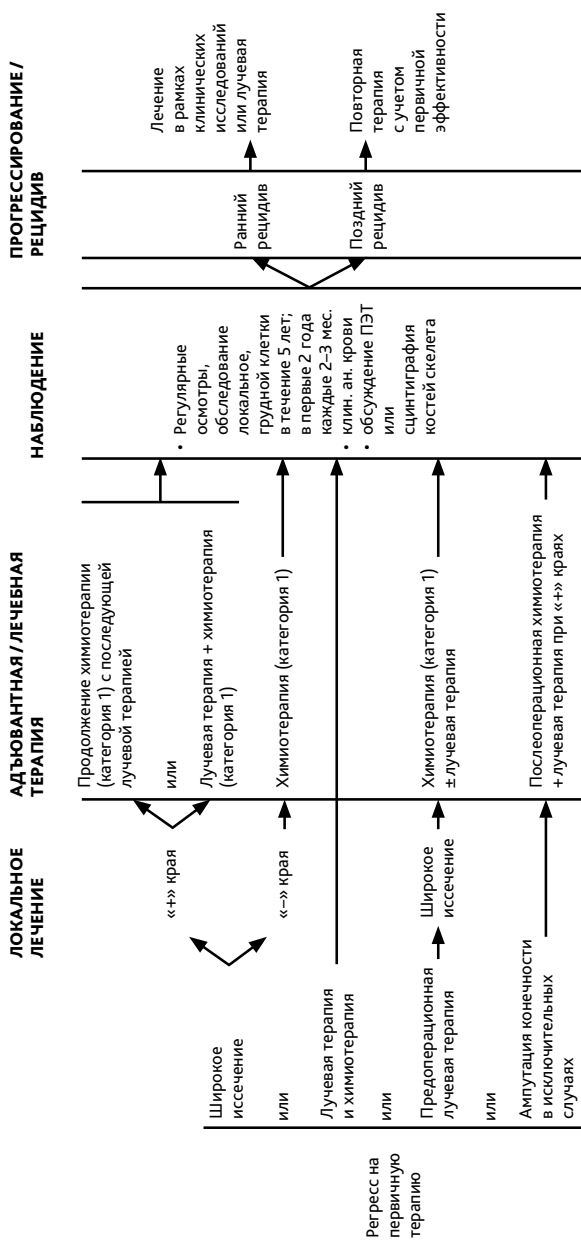 Регресс на
первичную
терапию
ЛОКАЛЬНОЕ
ЛЕЧЕНИЕ
Широкое
иссечение
или
Лучевая терапия
и химиотерапия
или
Предоперационная
лучевая терапия
или
Ампутация конечности
в исключительных
случаях
«+» края
«–» края
Широкое
иссечение
АДЪЮВАНТНАЯ / ЛЕЧЕБНАЯ
ТЕРАПИЯ
Продолжение химиотерапии
(категория 1) с последующей
лучевой терапией
или
Лучевая терапия + химиотерапия
(категория 1)
Химиотерапия (категория 1)
Химиотерапия (категория 1)
± лучевая терапия
Послеоперационная химиотерапия
+ лучевая терапия при «+» краях
НАБЛЮДЕНИЕ
• Регулярные
осмотры,
обследование
локальное,
грудной клетки
в течение 5 лет;
в первые 2 года
каждые 2–3 мес.
• клин. ан. крови
• обсуждение ПЭТ
или
сцинтиграфия
костей скелета
ПРОГРЕССИРОВАНИЕ /
РЕЦИДИВ
Ранний
рецидив
Поздний
рецидив
Лечение
в рамках
клинических
исследований
или лучевая
терапия
Повторная
терапия
с учетом
первичной
эффективности